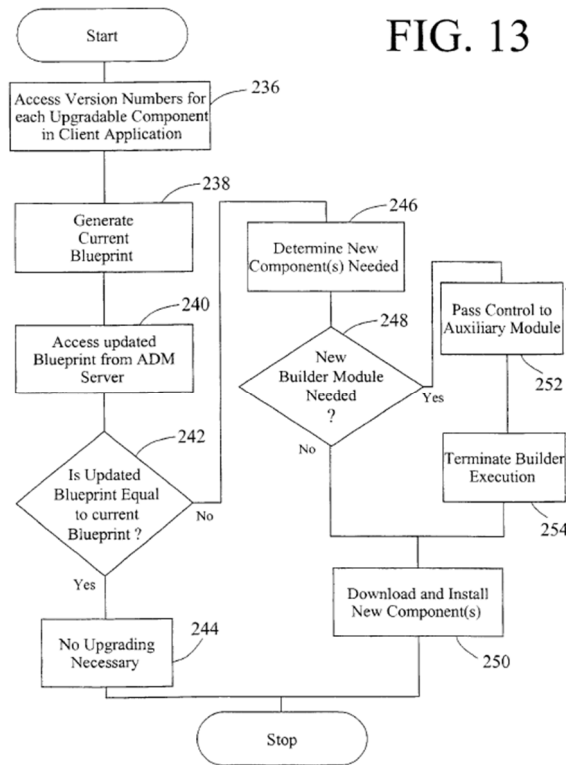 FIG. 13
Start
Access Version Numbers for
each Upgradable Component
in Client Application
236
Generate
Current
Blueprint
238
Access updated
Blueprint from ADM
Server
240
Is Updated
Blueprint Equal
to current
Blueprint ?
242
No
Yes
No Upgrading
Necessary
244
Determine New
Component(s) Needed
246
New
Builder Module
Needed
?
248
Yes
No
Pass Control to
Auxiliary Module
252
Terminate Builder
Execution
254
Download and Install
New Component(s)
250
Stop